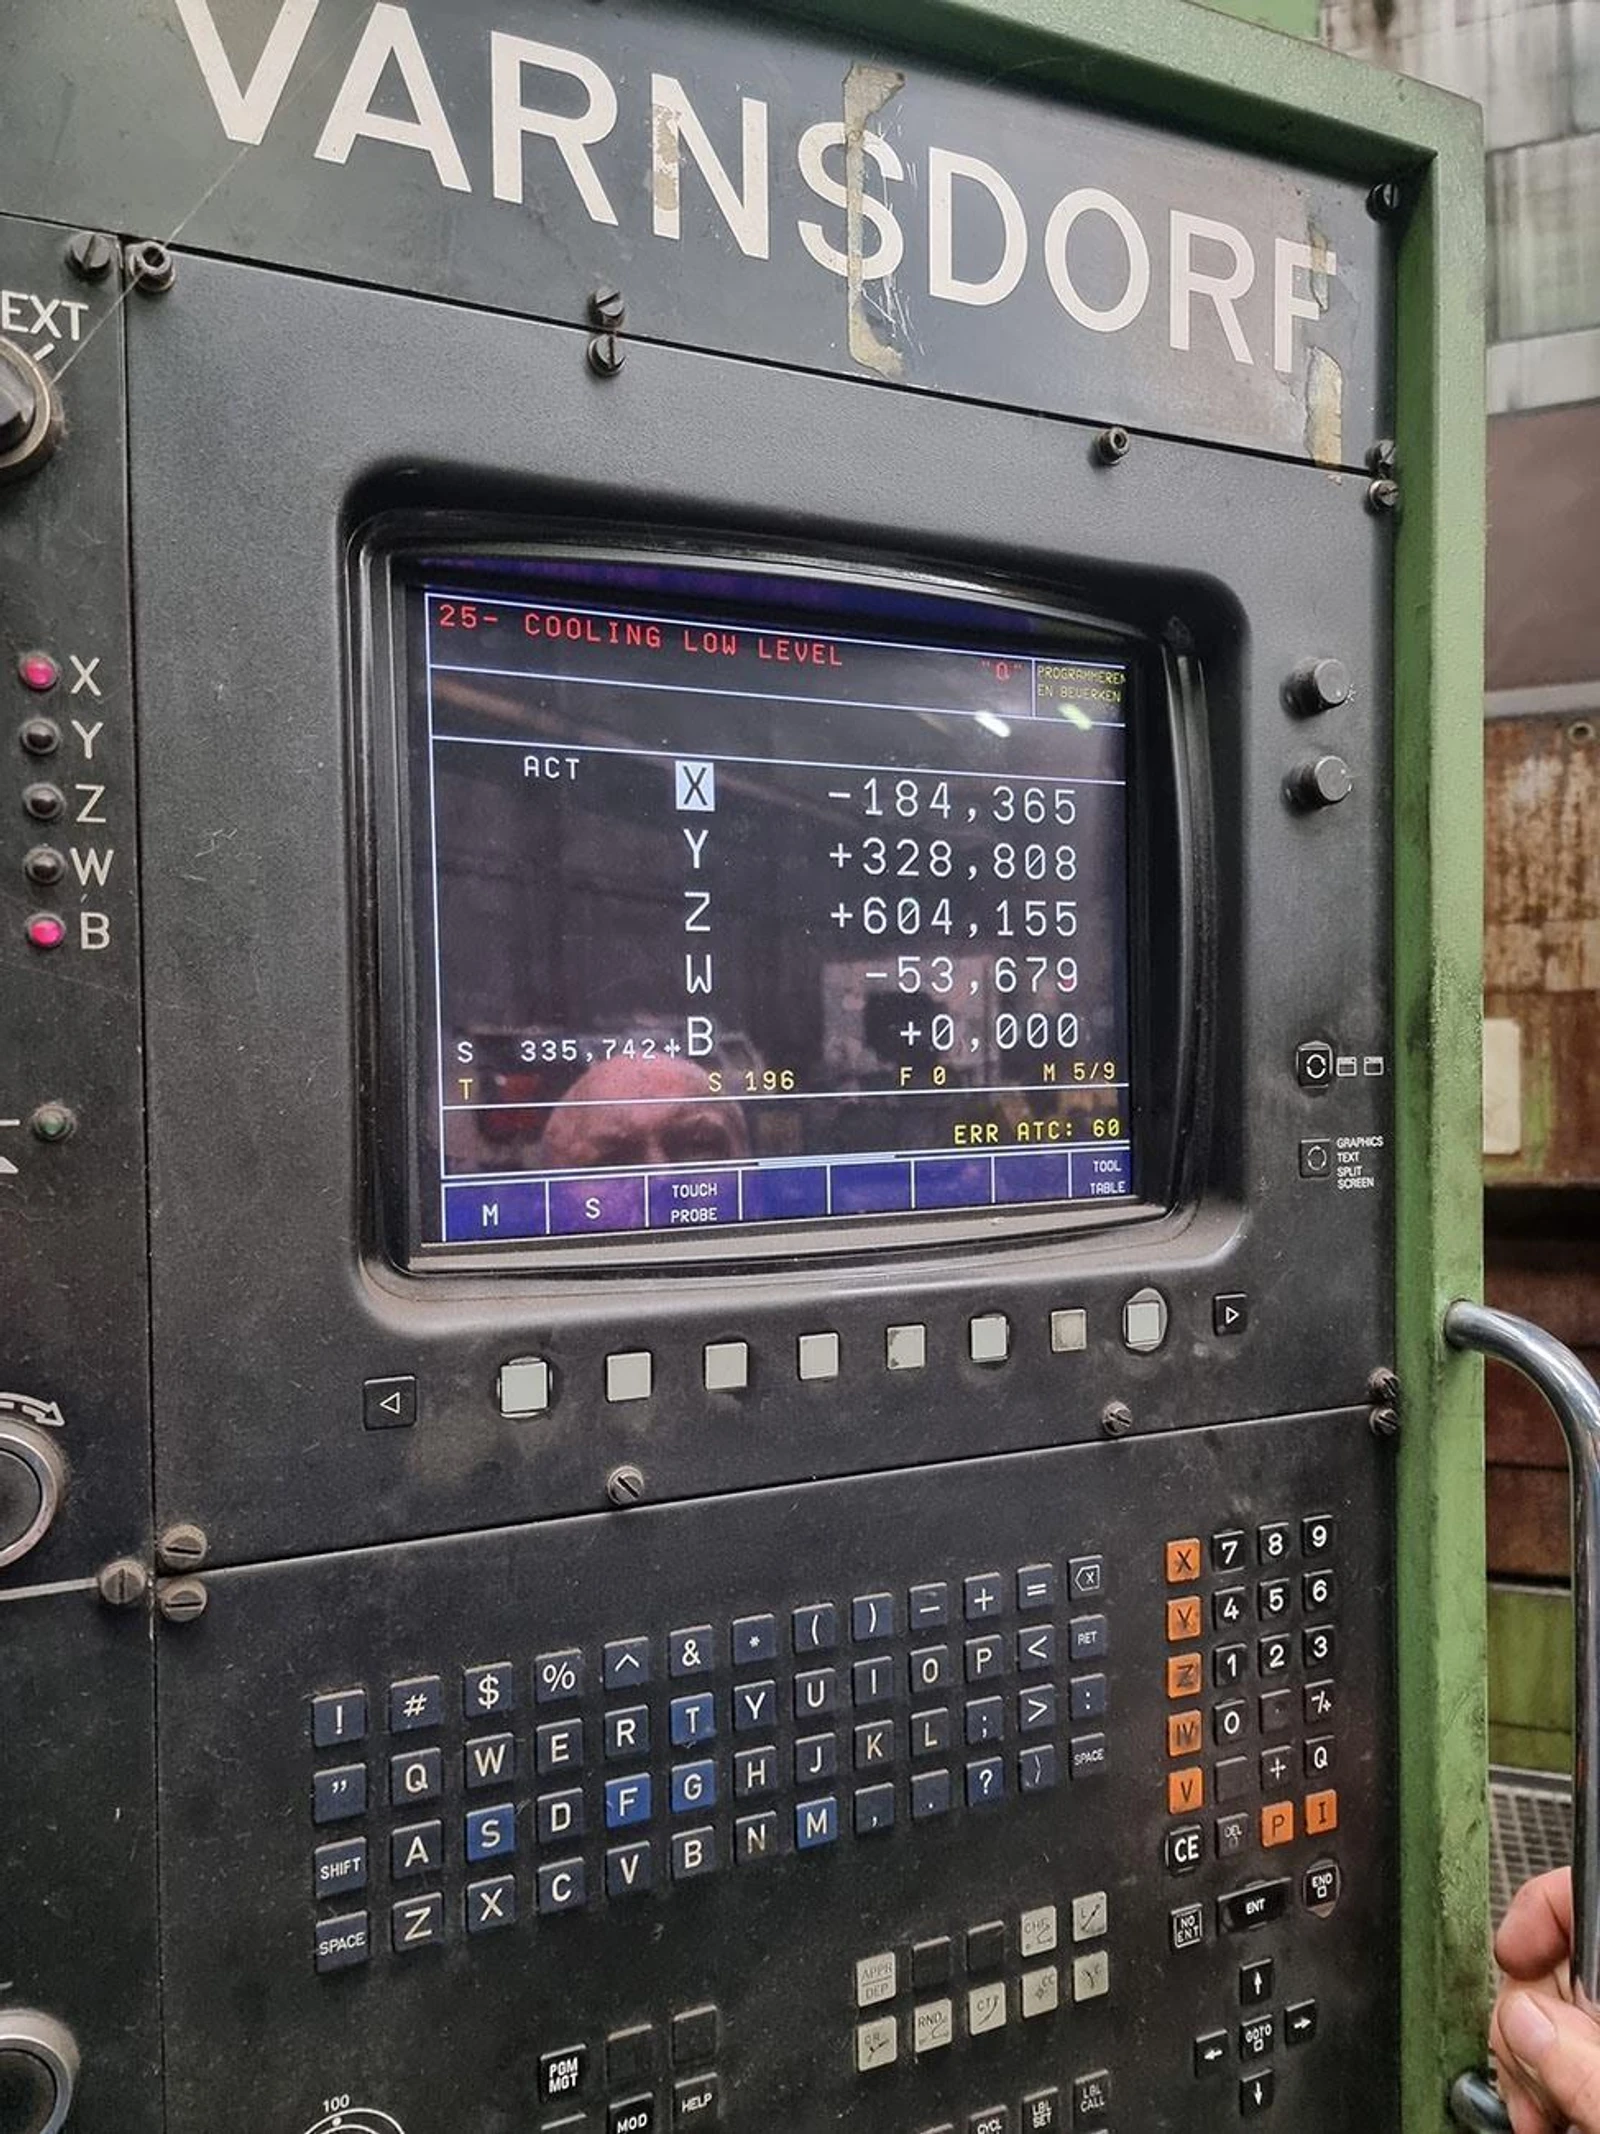 VARNSDORF
EXT
25- COOLING LOW LEVEL
"Q"
PROGRAMMEREN
EN BEWERKEN
X
Y
Z
W
B
ACT
X -184,365
Y +328,808
Z +604,155
W -53,679
B +0,000
S 335,742
T S 196 F 0 M 5/9
ERR ATC: 60
M S TOUCH PROBE TOOL TABLE
GRAPHICS
TEXT
SPLIT
SCREEN
! # $ % ^ & * ( ) - + =
" Q W E R T Y U I O P < RET
SHIFT A S D F G H J K L ; > :
SPACE Z X C V B N M , . ? SPACE
X 7 8 9
Y 4 5 6
Z 1 2 3
IV 0 . 
V + Q
CE DEL P I
NO ENT ENT END
GOTO
APPR
DEP
CHF L
RND CT CC
PGM
MGT
MOD HELP
CYCL LBL SET LBL CALL
100